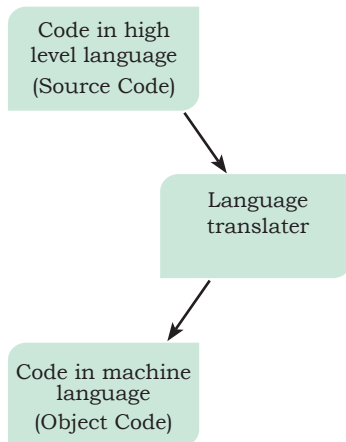 Code in high
level language
(Source Code)
Language
translater
Code in machine
language
(Object Code)